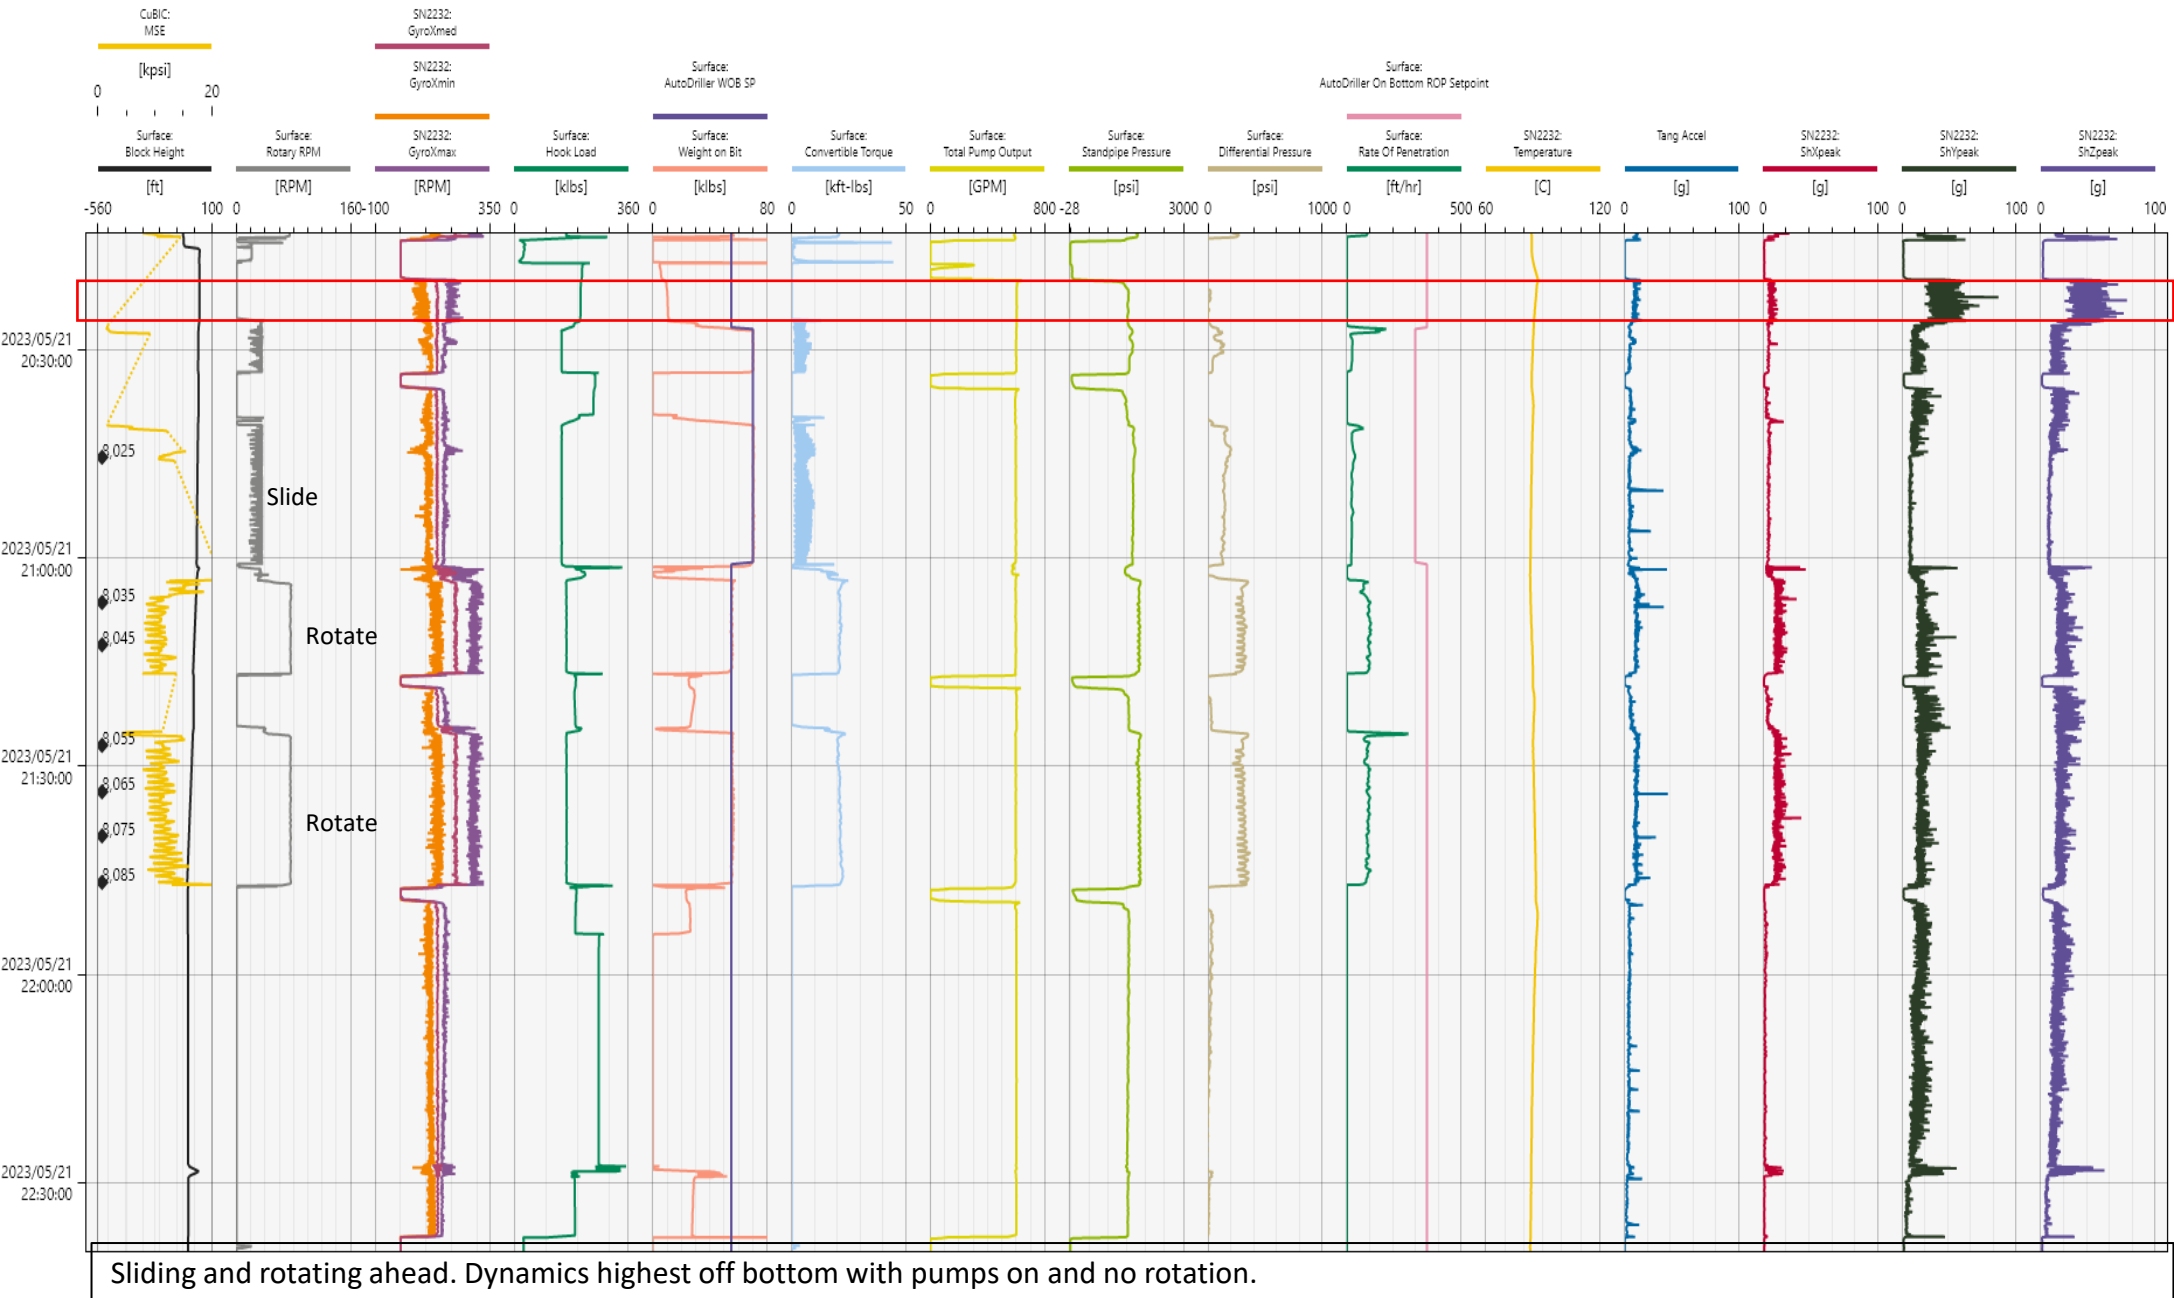 CuBIC:
MSE
[kpsi]
0 20
Surface:
Block Height
[ft]
-560 100
Surface:
Rotary RPM
[RPM]
0 160
SN2232:
GyroXmed
SN2232:
GyroXmin
SN2232:
GyroXmax
[RPM]
-100 350
Surface:
Hook Load
[klbs]
0 360
Surface:
AutoDriller WOB SP
Surface:
Weight on Bit
[klbs]
0 80
Surface:
Convertible Torque
[kft-lbs]
0 50
Surface:
Total Pump Output
[GPM]
0 800
Surface:
Standpipe Pressure
[psi]
-28 3000
Surface:
Differential Pressure
[psi]
0 1000
Surface:
AutoDriller On Bottom ROP Setpoint
Surface:
Rate Of Penetration
[ft/hr]
0 500
SN2232:
Temperature
[C]
60 120
Tang Accel
[g]
0 100
SN2232:
ShXpeak
[g]
0 100
SN2232:
ShYpeak
[g]
0 100
SN2232:
ShZpeak
[g]
0 100
2023/05/21
20:30:00
8,025
Slide
2023/05/21
21:00:00
8,035
Rotate
8,045
8,055
2023/05/21
21:30:00
8,065
Rotate
8,075
8,085
2023/05/21
22:00:00
2023/05/21
22:30:00
Sliding and rotating ahead. Dynamics highest off bottom with pumps on and no rotation.